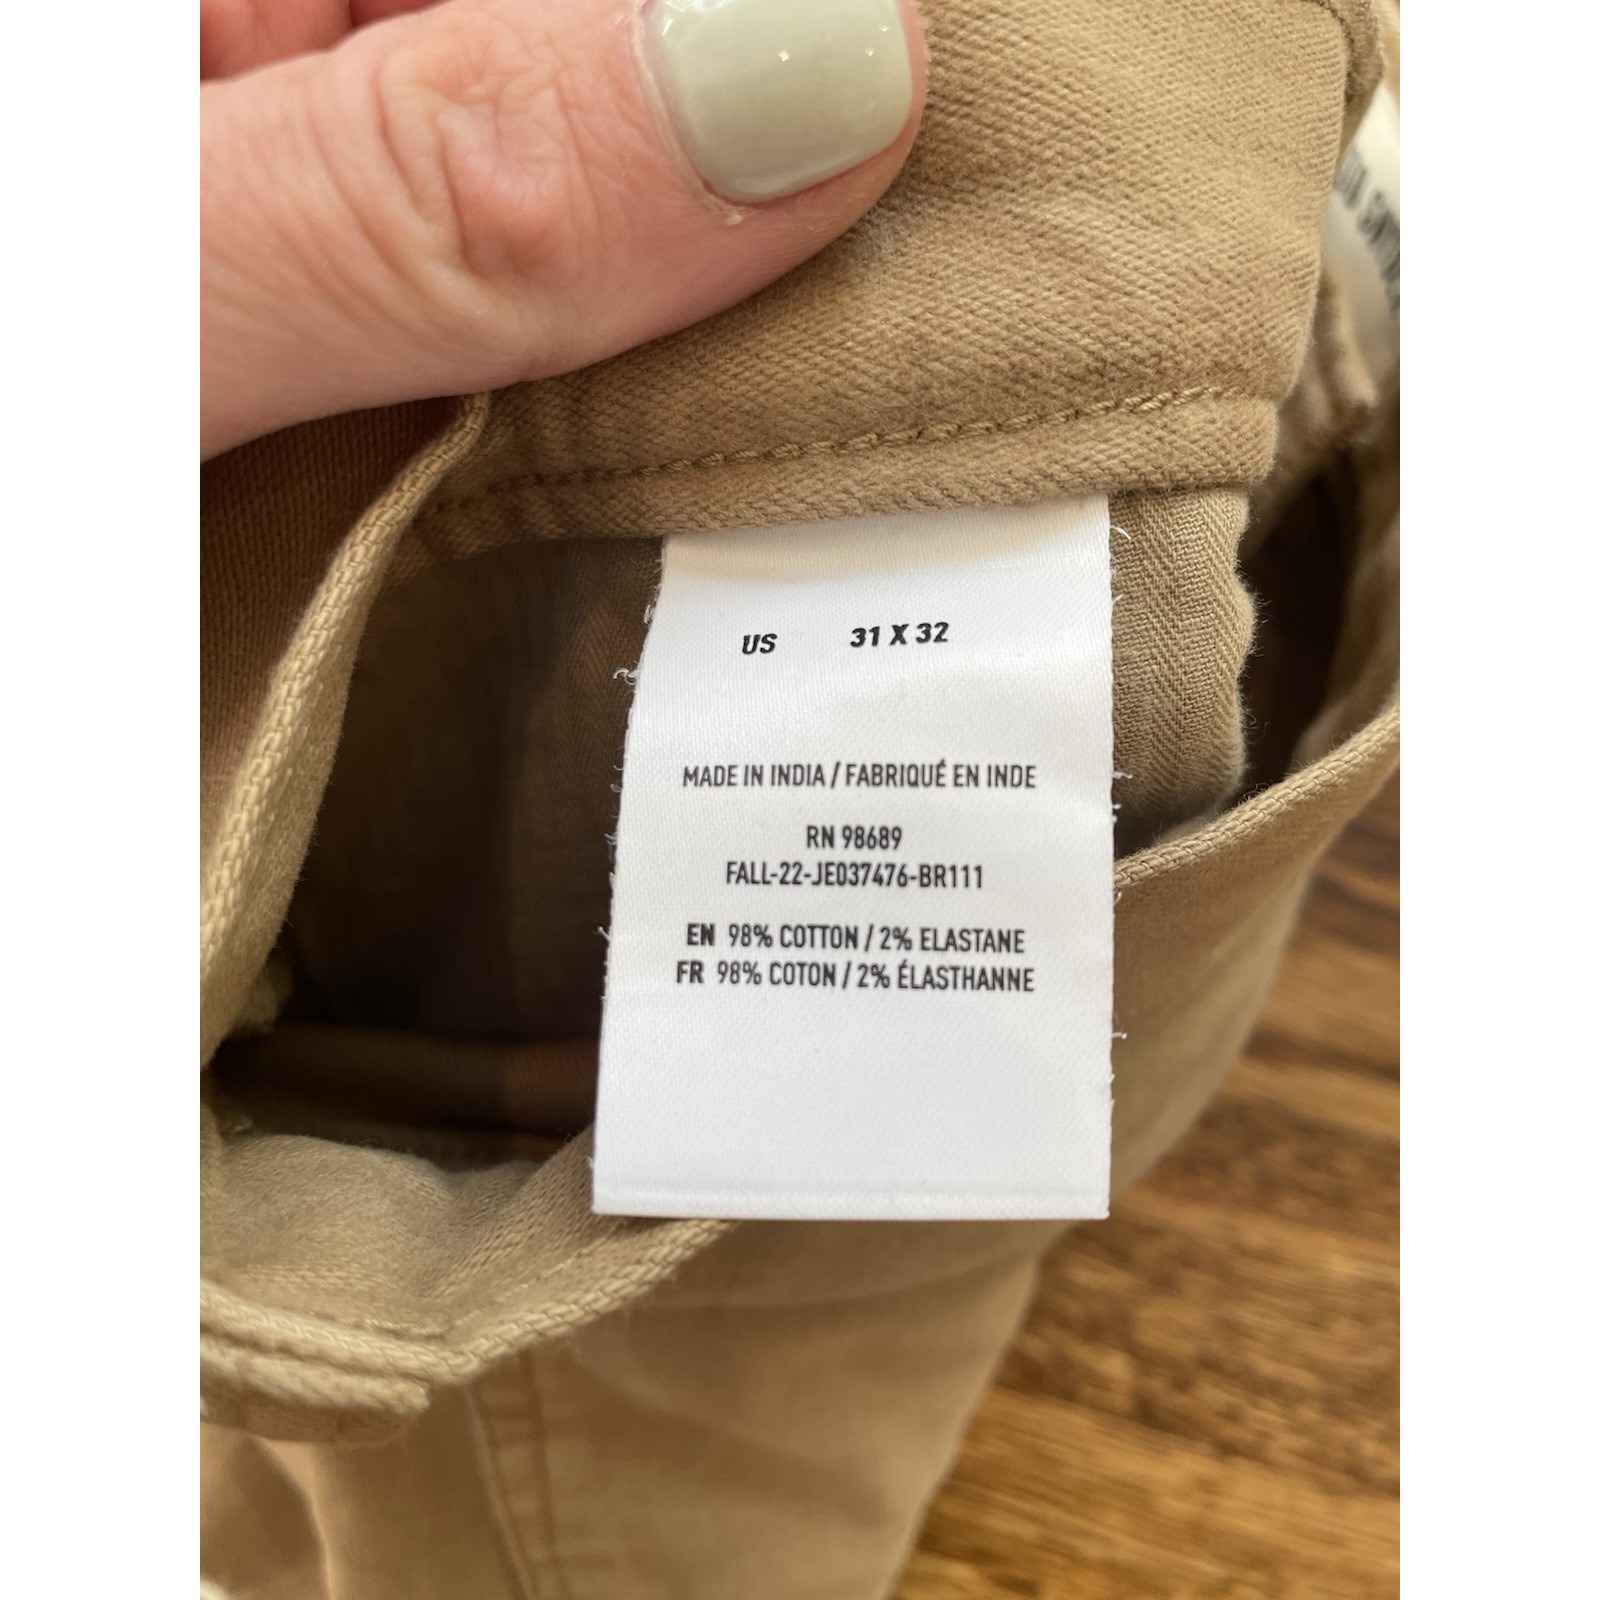 US 31 X 32
MADE IN INDIA / FABRIQUÉ EN INDE
RN 98689
FALL-22-JE037476-BR111
EN 98% COTTON / 2% ELASTANE
FR 98% COTON / 2% ÉLASTHANNE